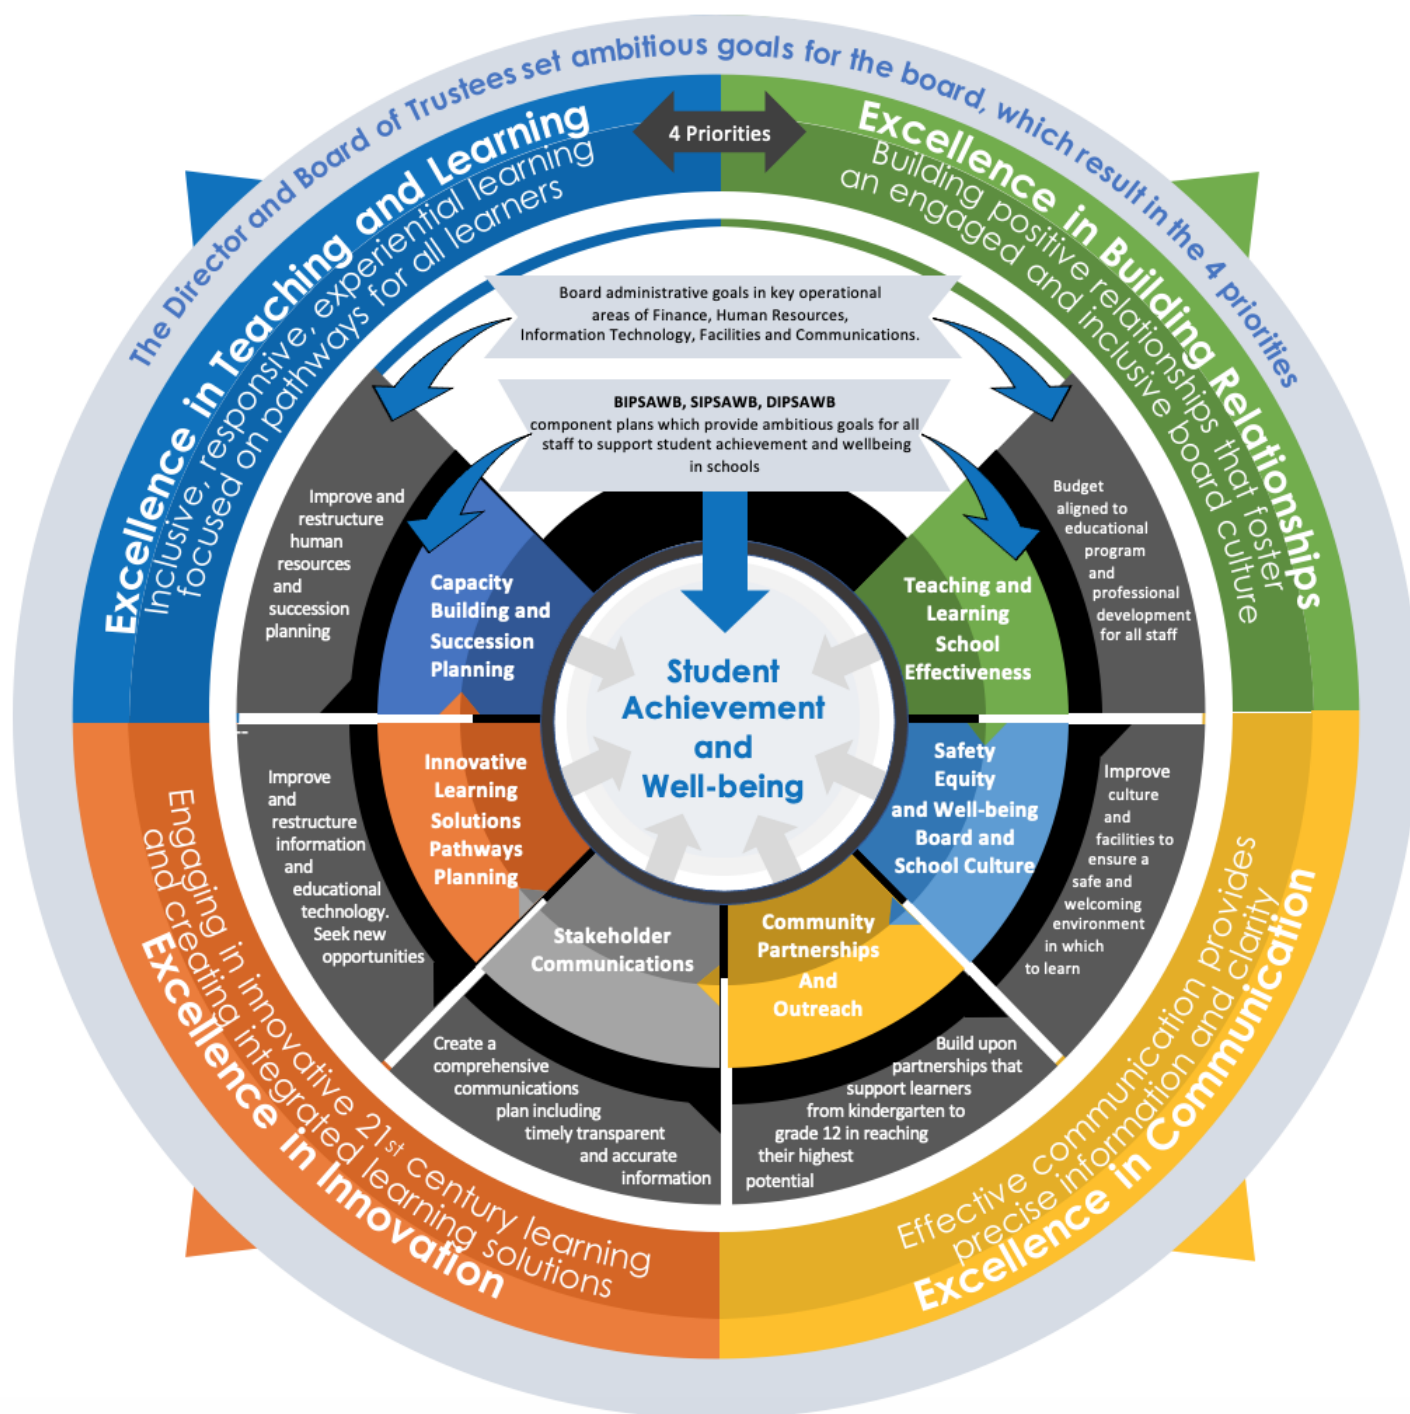 The Director and Board of Trustees set ambitious goals for the board, which result in the 4 priorities
4 Priorities
Excellence in Teaching and Learning
Inclusive, responsive, experiential learning
focused on pathways for all learners
Excellence in Building Relationships
Building positive relationships that foster
an engaged and inclusive board culture
Board administrative goals in key operational
areas of Finance, Human Resources,
Information Technology, Facilities and Communications.
BIPSAWB, SIPSAWB, DIPSAWB
component plans which provide ambitious goals for all
staff to support student achievement and wellbeing
in schools
Improve and
restructure
human
resources
and
succession
planning
Capacity
Building and
Succession
Planning
Teaching and
Learning
School
Effectiveness
Budget
aligned to
educational
program
and
professional
development
for all staff
Student
Achievement
and
Well-being
Improve
and
restructure
information
and
educational
technology.
Seek new
opportunities
Innovative
Learning
Solutions
Pathways
Planning
Safety
Equity
and Well-being
Board and
School Culture
Improve
culture
and
facilities to
ensure a
safe and
welcoming
environment
in which
to learn
Stakeholder
Communications
Community
Partnerships
And
Outreach
Create a
comprehensive
communications
plan including
timely transparent
and accurate
information
Build upon
partnerships that
support learners
from kindergarten to
grade 12 in reaching
their highest
potential
Engaging in innovative 21st century learning
and creating integrated learning solutions
Excellence in Innovation
Effective communication provides
precise information and clarity
Excellence in Communication